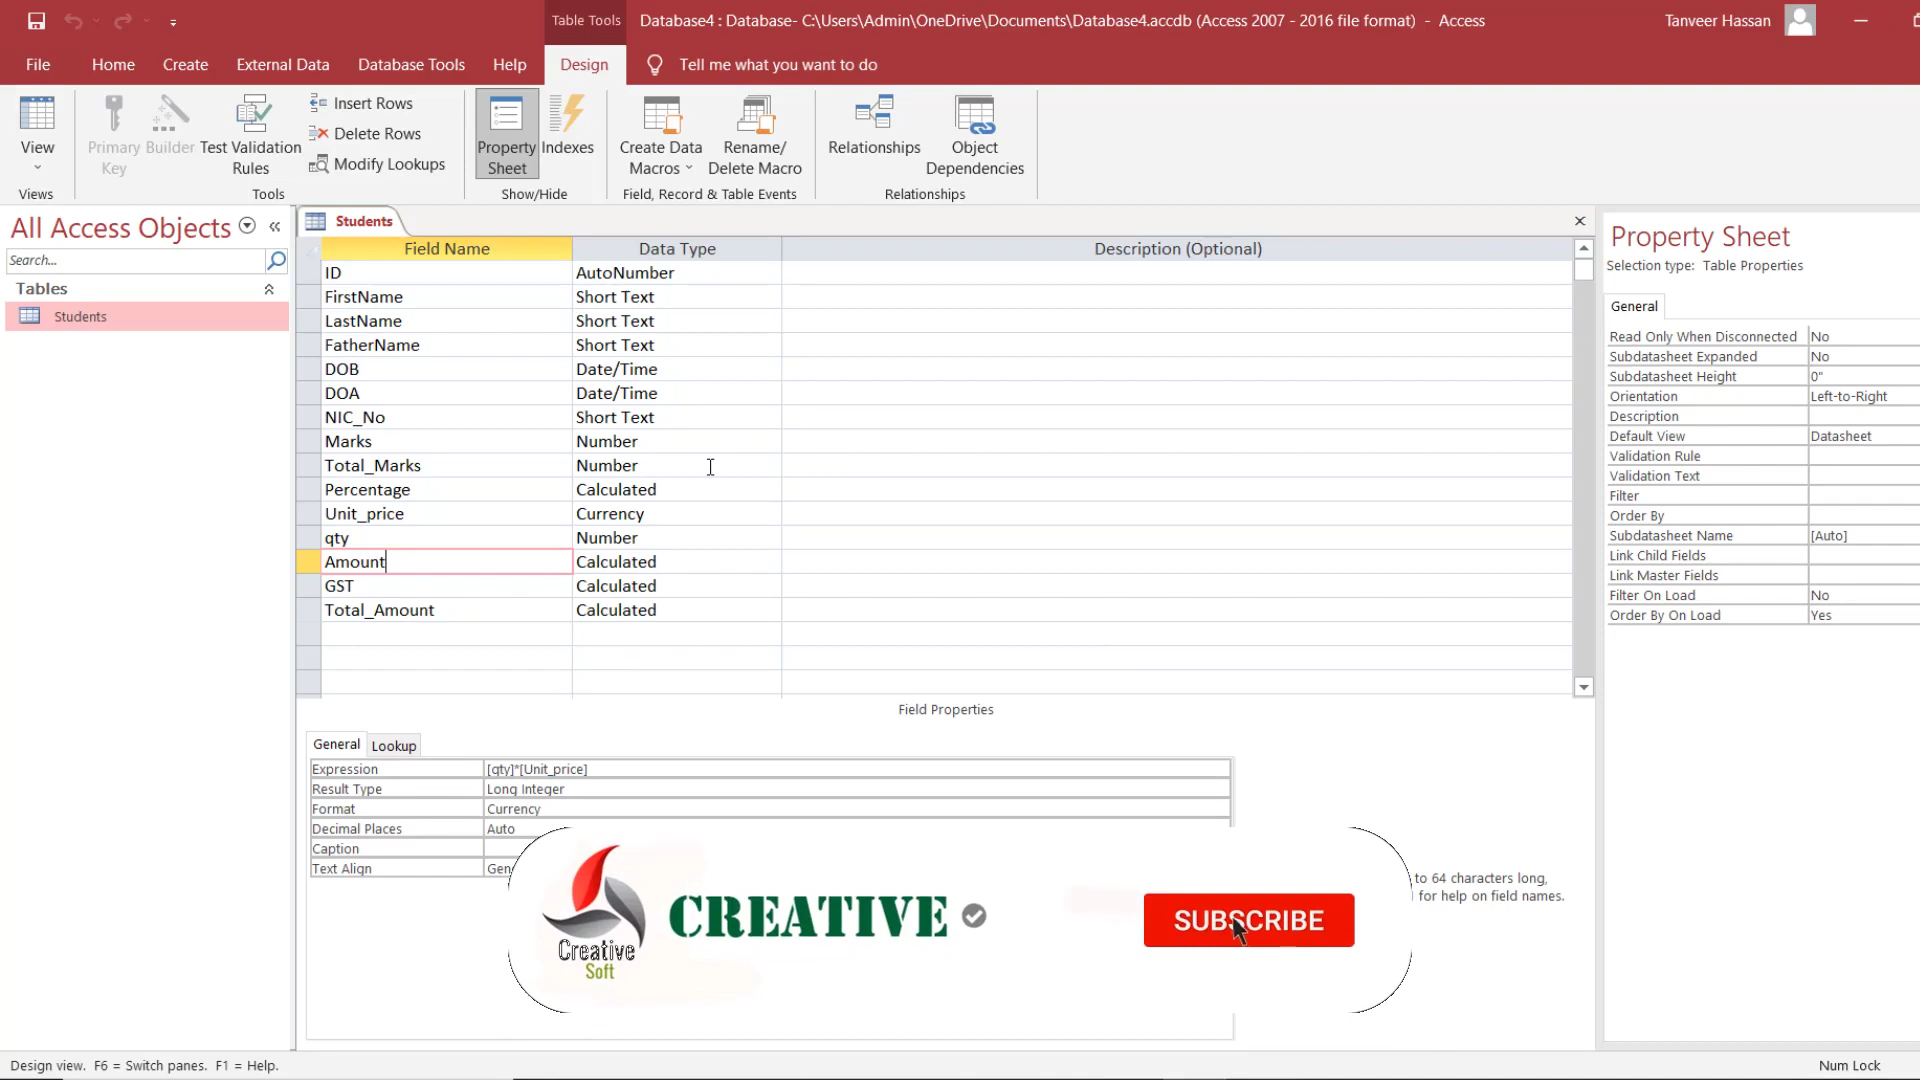 Table Tools
Database4 : Database- C:\Users\Admin\OneDrive\Documents\Database4.accdb (Access 2007 - 2016 file format) - Access
Tanveer Hassan
File Home Create External Data Database Tools Help Design Tell me what you want to do
View
Primary Key
Builder
Test Validation Rules
Insert Rows
Delete Rows
Modify Lookups
Property Sheet
Indexes
Create Data Macros
Rename/ Delete Macro
Relationships
Object Dependencies
Views Tools Show/Hide Field, Record & Table Events Relationships
All Access Objects
Search...
Tables
Students
Students
Field Name Data Type Description (Optional)
ID AutoNumber
FirstName Short Text
LastName Short Text
FatherName Short Text
DOB Date/Time
DOA Date/Time
NIC_No Short Text
Marks Number
Total_Marks Number
Percentage Calculated
Unit_price Currency
qty Number
Amount Calculated
GST Calculated
Total_Amount Calculated
Field Properties
General Lookup
Expression [qty]*[Unit_price]
Result Type Long Integer
Format Currency
Decimal Places Auto
Caption
Text Align
to 64 characters long,
for help on field names.
Creative
Soft
CREATIVE
SUBSCRIBE
Property Sheet
Selection type: Table Properties
General
Read Only When Disconnected No
Subdatasheet Expanded No
Subdatasheet Height 0"
Orientation Left-to-Right
Description
Default View Datasheet
Validation Rule
Validation Text
Filter
Order By
Subdatasheet Name [Auto]
Link Child Fields
Link Master Fields
Filter On Load No
Order By On Load Yes
Design view. F6 = Switch panes. F1 = Help.
Num Lock